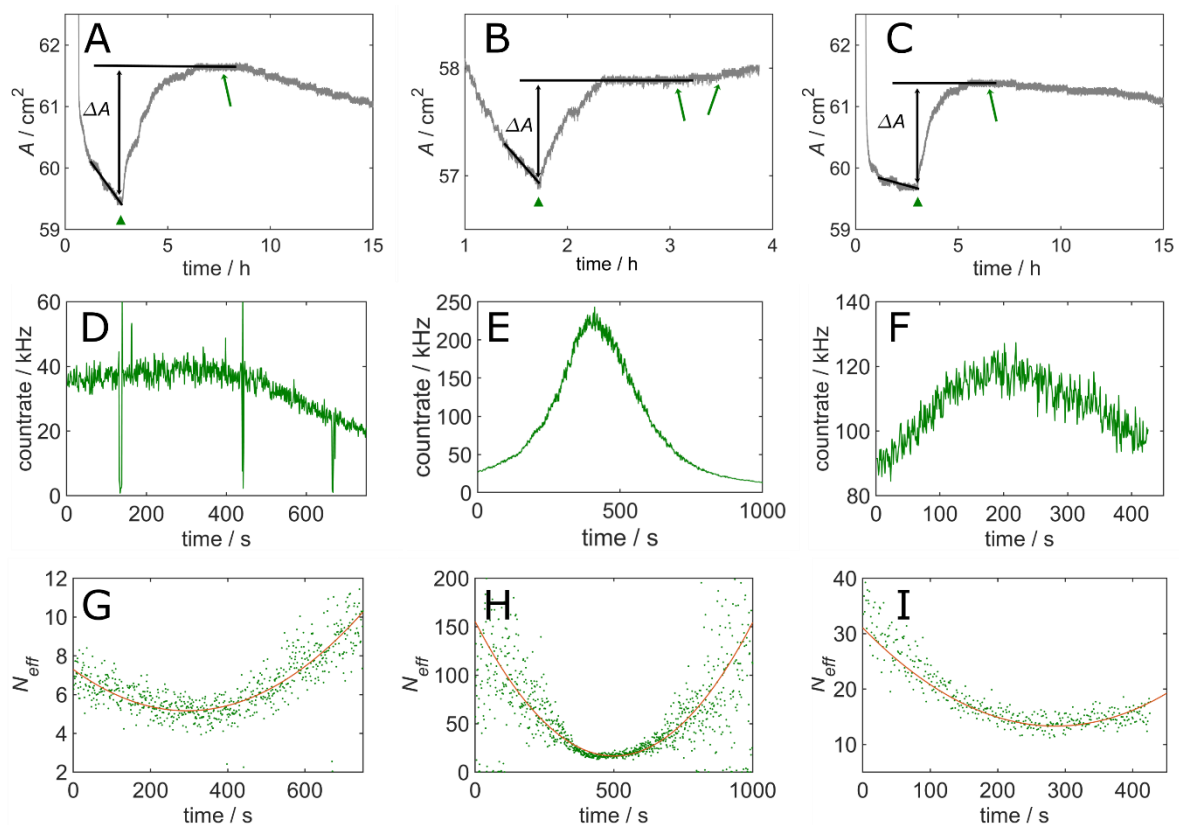 A
A / cm²
62
61
60
59
ΔA
0
5
10
15
time / h
B
A / cm²
58
57
ΔA
1
2
3
4
time / h
C
A / cm²
62
61
60
59
ΔA
0
5
10
15
time / h
D
countrate / kHz
60
40
20
0
0
200
400
600
time / s
E
countrate / kHz
250
200
150
100
50
0
0
500
1000
time / s
F
countrate / kHz
140
120
100
80
0
100
200
300
400
time / s
G
Neff
12
10
8
6
4
2
0
200
400
600
time / s
H
Neff
200
150
100
50
0
0
500
1000
time / s
I
Neff
40
30
20
10
0
100
200
300
400
time / s